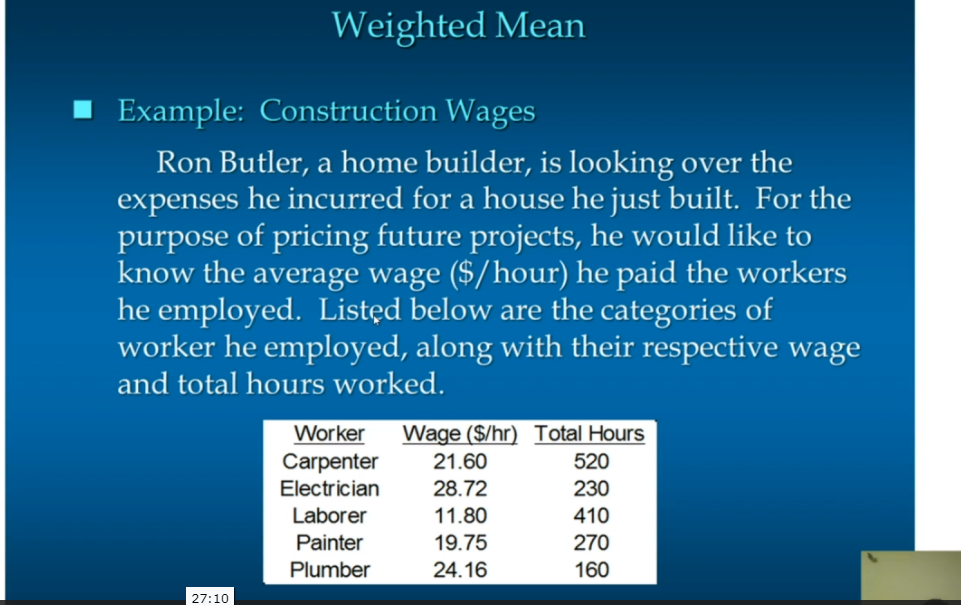 Weighted Mean
Example: Construction Wages
Ron Butler, a home builder, is looking over the
expenses he incurred for a house he just built. For the
purpose of pricing future projects, he would like to
know the average wage ($/hour) he paid the workers
he employed. Listed below are the categories of
worker he employed, along with their respective wage
and total hours worked.
Worker Wage ($/hr) Total Hours
Carpenter 21.60 520
Electrician 28.72 230
Laborer 11.80 410
Painter 19.75 270
Plumber 24.16 160
27:10